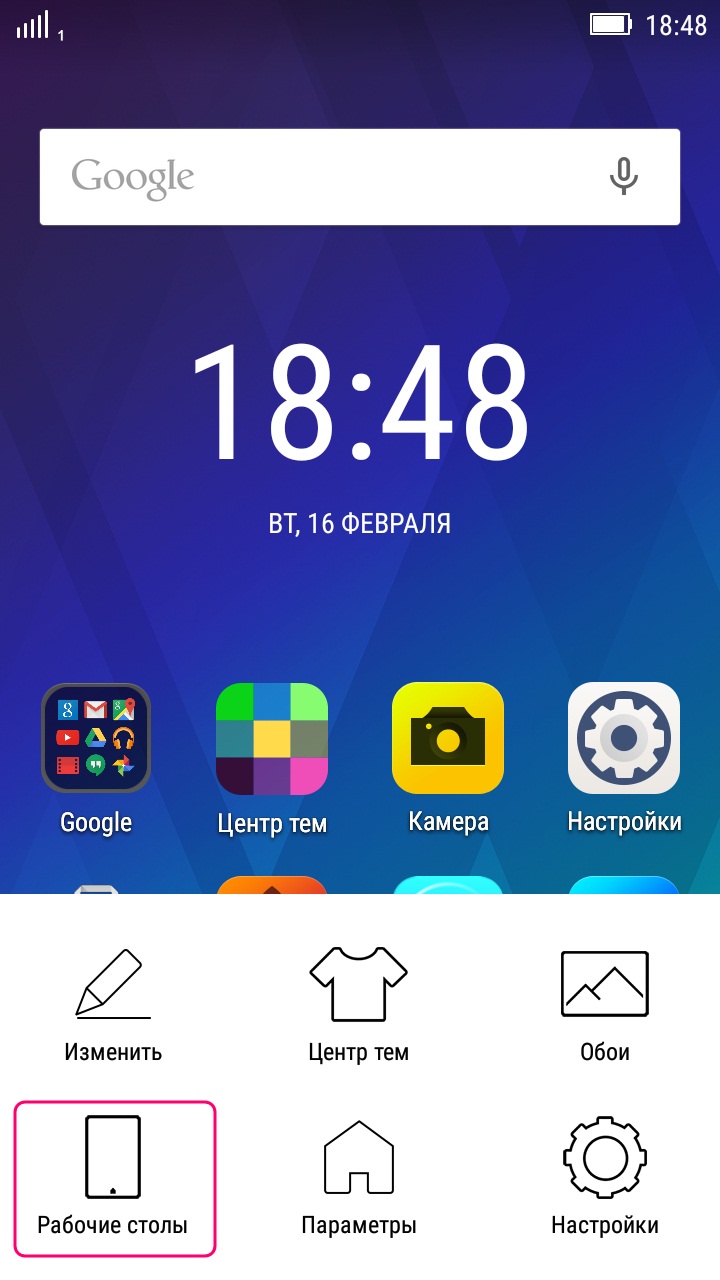 1 18:48
Google
18:48
ВТ, 16 ФЕВРАЛЯ
8
Google Центр тем Камера Настройки
Изменить Центр тем Обои
Рабочие столы Параметры Настройки